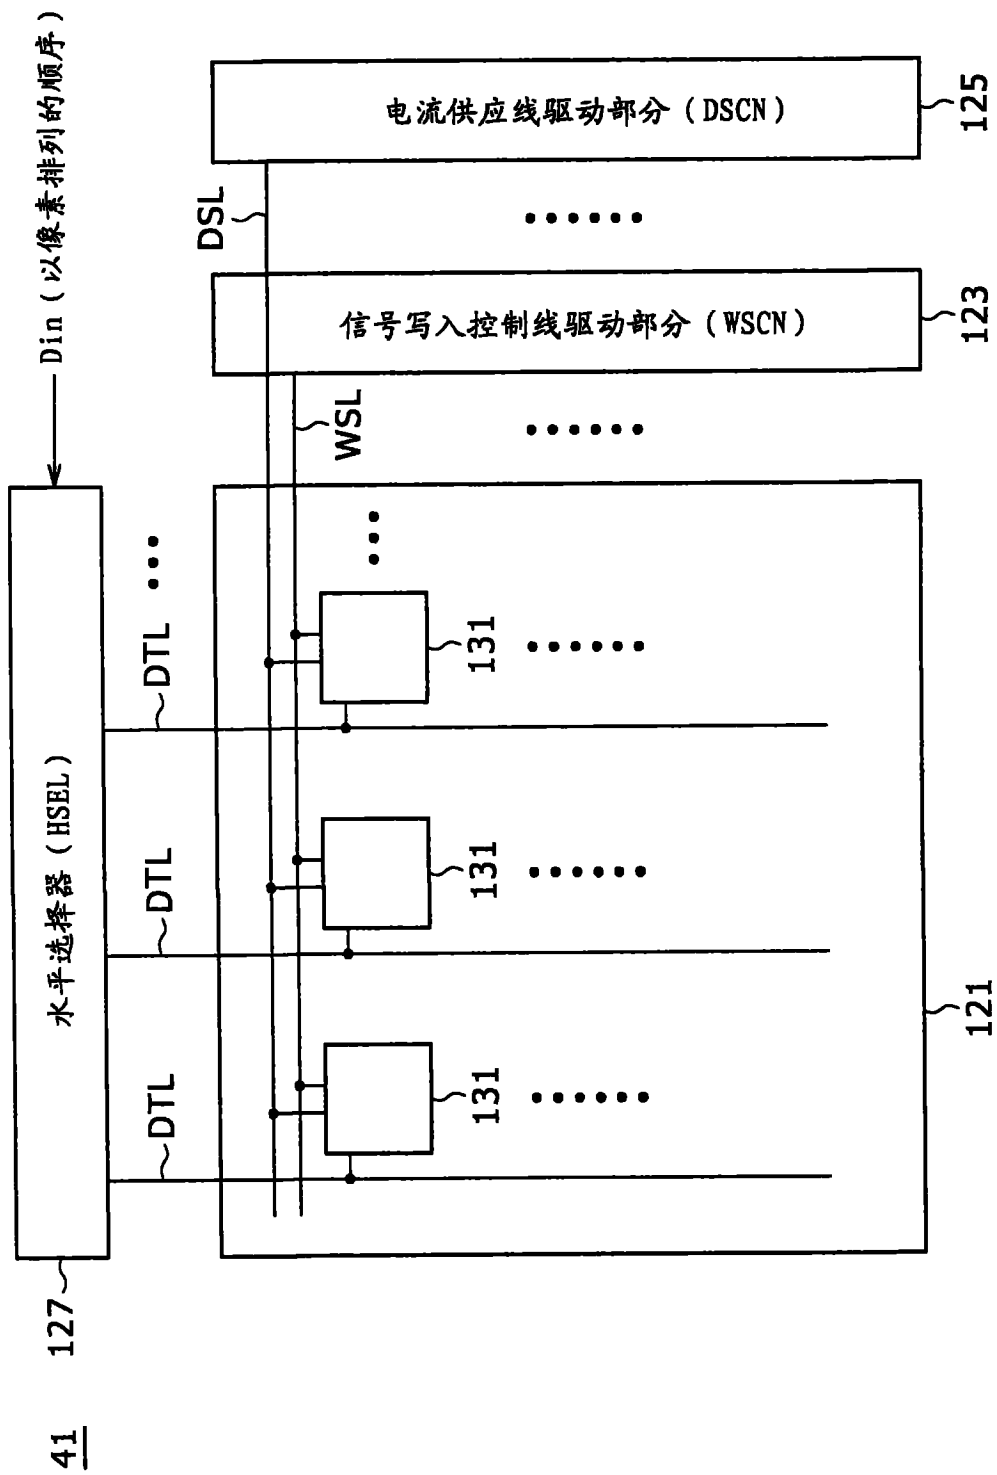 41
127
水平选择器(HSEL)
Din(以像素排列的顺序)
DTL
DTL
DTL
DSL
WSL
131
131
131
信号写入控制线驱动部分(WSCN)
电流供应线驱动部分(DSCN)
121
123
125